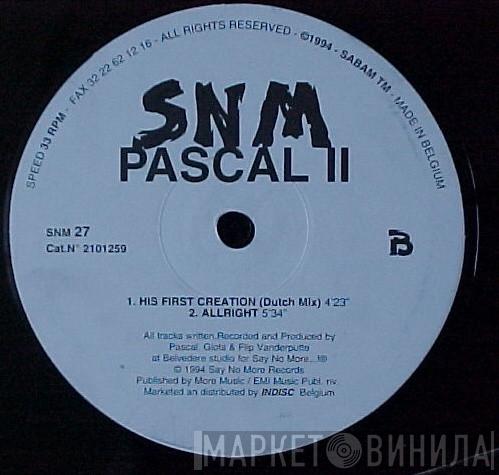 SPEED 33 RPM - FAX 32 22 62 12 16 - ALL RIGHTS RESERVED - ©1994 - SABAM TM - MADE IN BELGIUM
SNM
PASCAL II
SNM 27
Cat.N° 2101259
B
1. HIS FIRST CREATION (Dutch Mix) 4'23"
2. ALLRIGHT 5'34"
All tracks written,Recorded and Produced by
Pascal, Giota & Flip Vanderputte
at Belvedere studio for Say No More...!®
© 1994 Say No More Records
Published by More Music / EMI Music Publ. nv.
Marketed an distributed by INDISC Belgium
МАРКЕТ ВИНИЛА